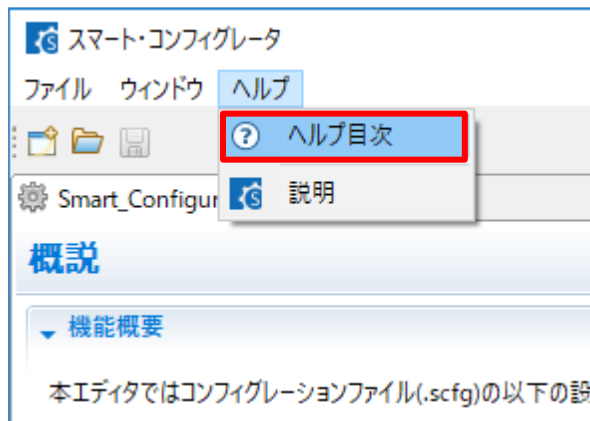 スマート・コンフィグレータ
ファイル ウィンドウ ヘルプ
ヘルプ目次
説明
Smart_Configur
概説
機能概要
本エディタではコンフィグレーションファイル(.scfg)の以下の設